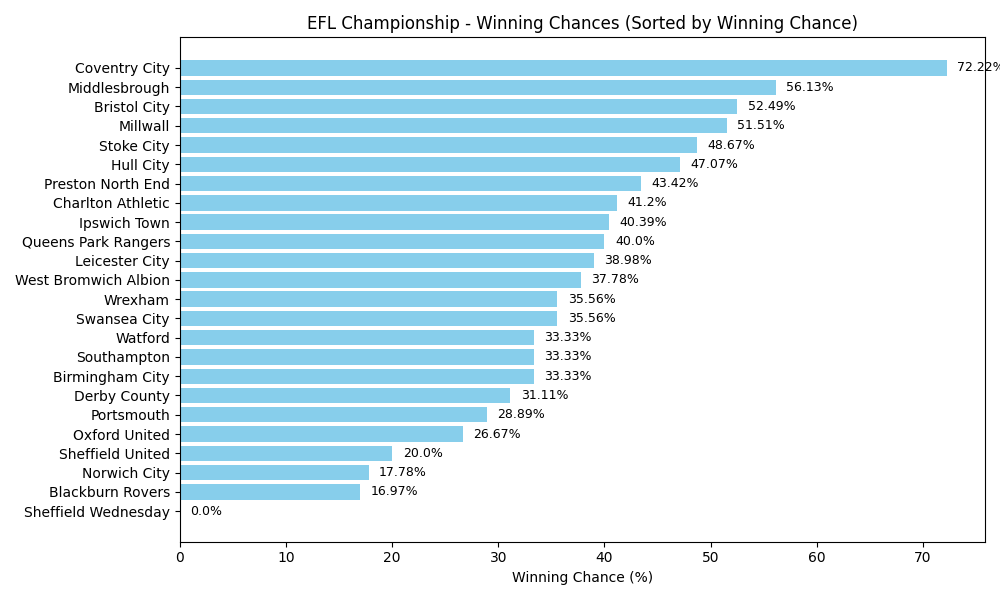 EFL Championship - Winning Chances (Sorted by Winning Chance)
Coventry City 72.22%
Middlesbrough 56.13%
Bristol City 52.49%
Millwall 51.51%
Stoke City 48.67%
Hull City 47.07%
Preston North End 43.42%
Charlton Athletic 41.2%
Ipswich Town 40.39%
Queens Park Rangers 40.0%
Leicester City 38.98%
West Bromwich Albion 37.78%
Wrexham 35.56%
Swansea City 35.56%
Watford 33.33%
Southampton 33.33%
Birmingham City 33.33%
Derby County 31.11%
Portsmouth 28.89%
Oxford United 26.67%
Sheffield United 20.0%
Norwich City 17.78%
Blackburn Rovers 16.97%
Sheffield Wednesday 0.0%
0 10 20 30 40 50 60 70
Winning Chance (%)